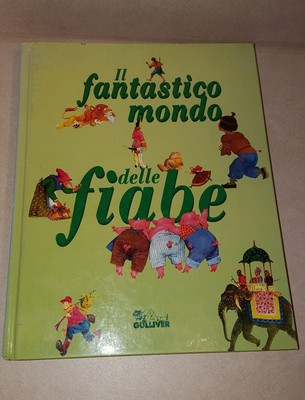 Il
fantastico
mondo
delle
fiabe
GULLIVER